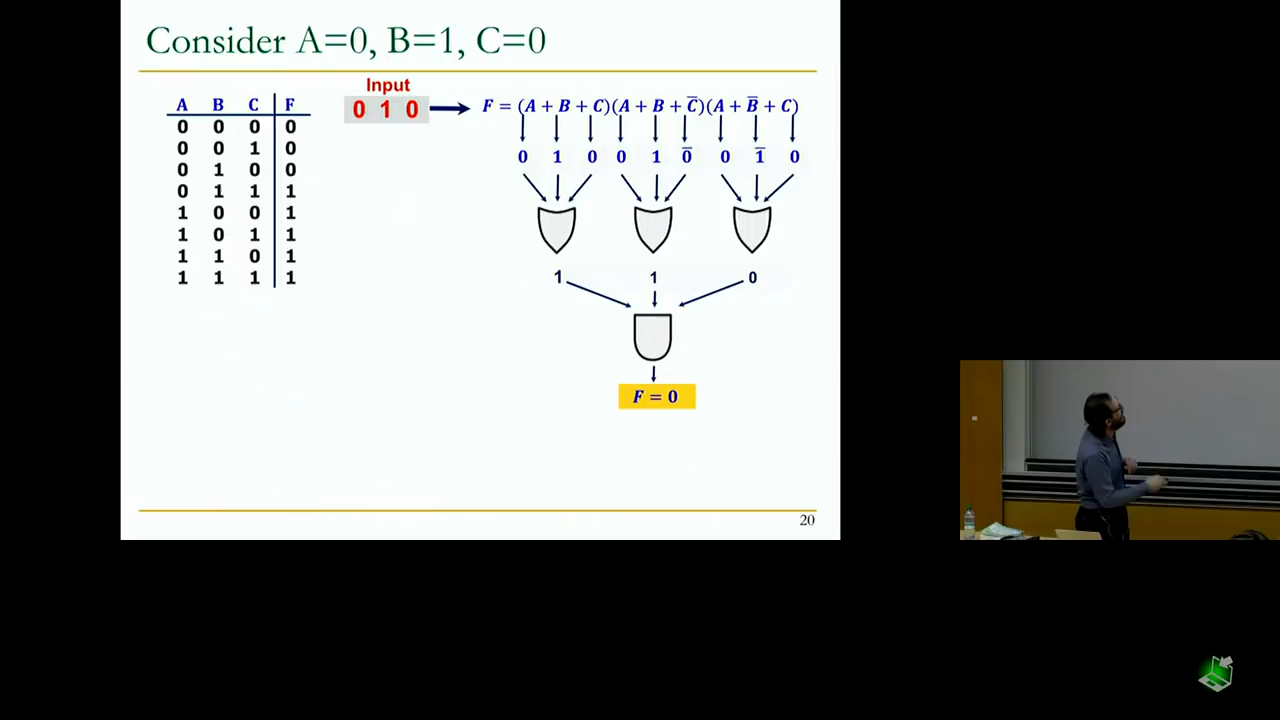 Consider A=0, B=1, C=0
Input
0 1 0
A B C F
0 0 0 0
0 0 1 0
0 1 0 0
0 1 1 1
1 0 0 1
1 0 1 1
1 1 0 1
1 1 1 1
F = (A + B + C)(A + B + C̅)(A + B̅ + C)
0 1 0 0 1 0̅ 0 1̅ 0
1 1 0
F = 0
20